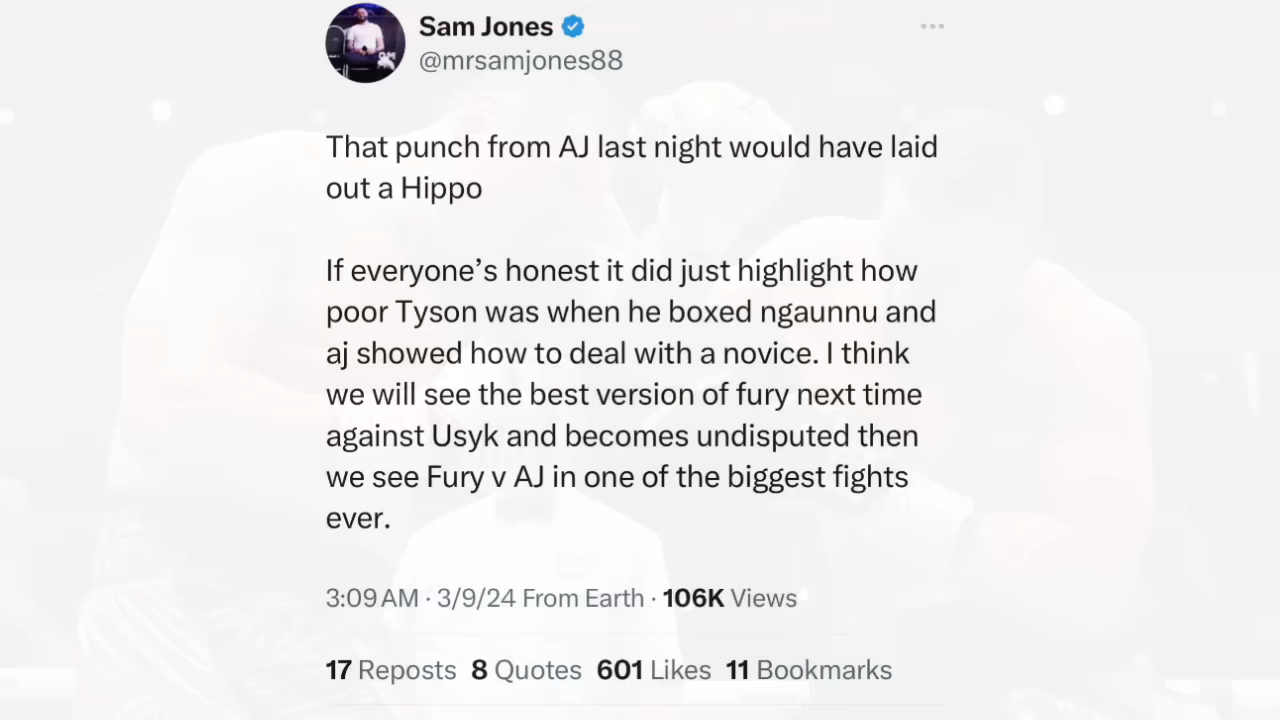 Sam Jones
@mrsamjones88
That punch from AJ last night would have laid
out a Hippo
If everyone’s honest it did just highlight how
poor Tyson was when he boxed ngaunnu and
aj showed how to deal with a novice. I think
we will see the best version of fury next time
against Usyk and becomes undisputed then
we see Fury v AJ in one of the biggest fights
ever.
3:09 AM · 3/9/24 From Earth · 106K Views
17 Reposts 8 Quotes 601 Likes 11 Bookmarks